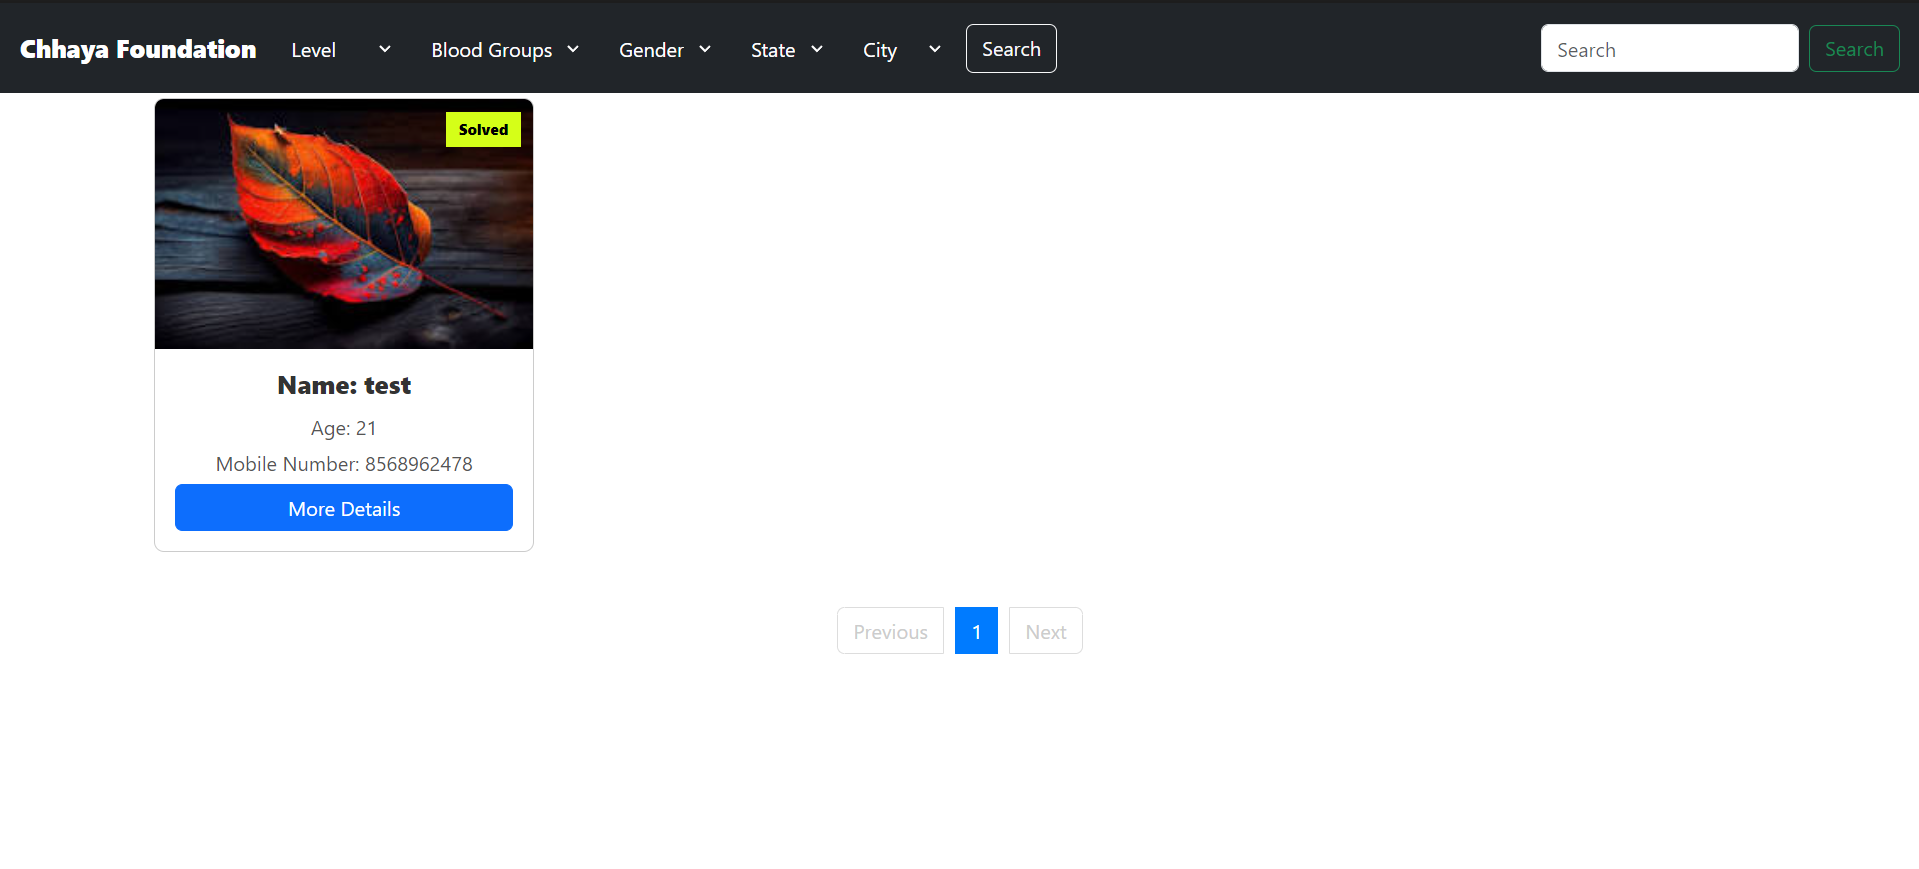 Chhaya Foundation Level Blood Groups Gender State City Search Search Search
Solved
Name: test
Age: 21
Mobile Number: 8568962478
More Details
Previous 1 Next